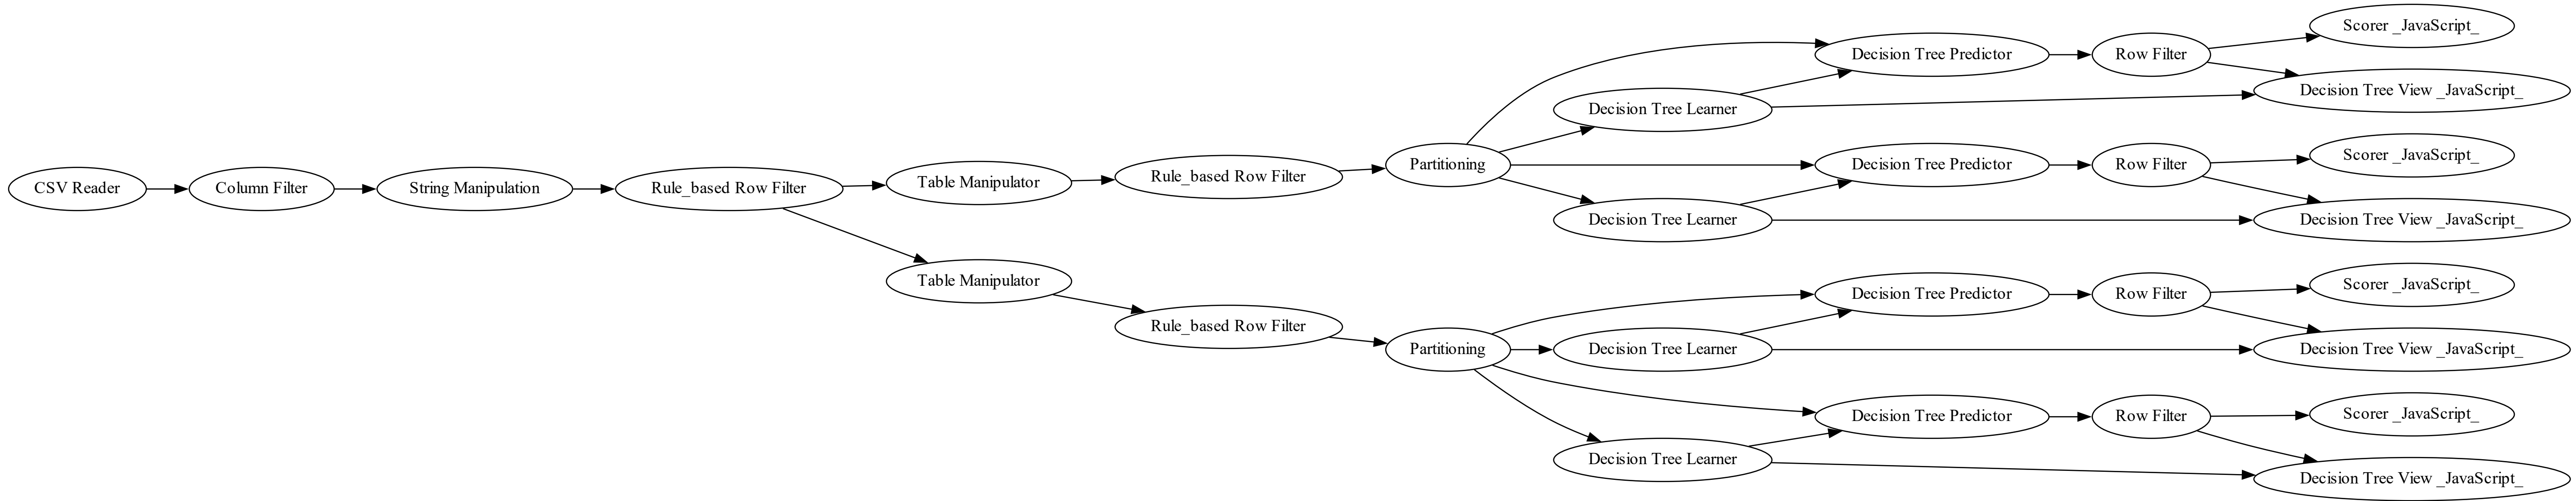 CSV Reader
Column Filter
String Manipulation
Rule_based Row Filter
Table Manipulator
Rule_based Row Filter
Partitioning
Decision Tree Learner
Decision Tree Predictor
Row Filter
Scorer _JavaScript_
Decision Tree View _JavaScript_
Decision Tree Learner
Decision Tree Predictor
Row Filter
Scorer _JavaScript_
Decision Tree View _JavaScript_
Table Manipulator
Rule_based Row Filter
Partitioning
Decision Tree Learner
Decision Tree Predictor
Row Filter
Scorer _JavaScript_
Decision Tree View _JavaScript_
Decision Tree Learner
Decision Tree Predictor
Row Filter
Scorer _JavaScript_
Decision Tree View _JavaScript_